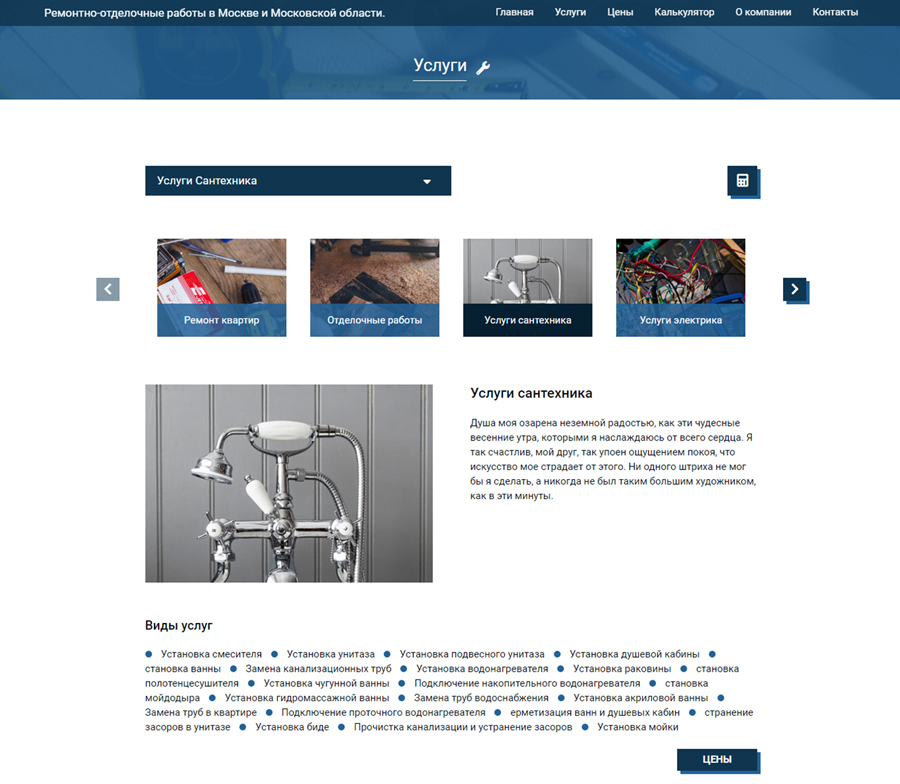 Ремонтно-отделочные работы в Москве и Московской области.
Главная Услуги Цены Калькулятор О компании Контакты
Услуги
Услуги Сантехника
Ремонт квартир
Отделочные работы
Услуги сантехника
Услуги электрика
Услуги сантехника
Душа моя озарена неземной радостью, как эти чудесные
весенние утра, которыми я наслаждаюсь от всего сердца. Я
так счастлив, мой друг, так упоен ощущением покоя, что
искусство мое страдает от этого. Ни одного штриха не мог
бы я сделать, а никогда не был таким большим художником,
как в эти минуты.
Виды услуг
Установка смесителя Установка унитаза Установка подвесного унитаза Установка душевой кабины
становка ванны Замена канализационных труб Установка водонагревателя Установка раковины становка
полотенцесушителя Установка чугунной ванны Подключение накопительного водонагревателя становка
мойдодыра Установка гидромассажной ванны Замена труб водоснабжения Установка акриловой ванны
Замена труб в квартире Подключение проточного водонагревателя ерметизация ванн и душевых кабин странение
засоров в унитазе Установка биде Прочистка канализации и устранение засоров Установка мойки
ЦЕНЫ